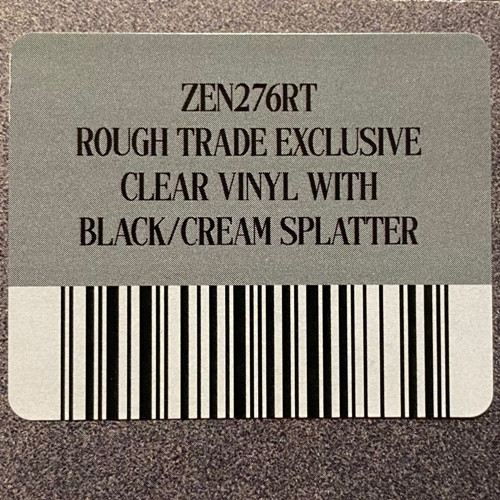 ZEN276RT
ROUGH TRADE EXCLUSIVE
CLEAR VINYL WITH
BLACK/CREAM SPLATTER